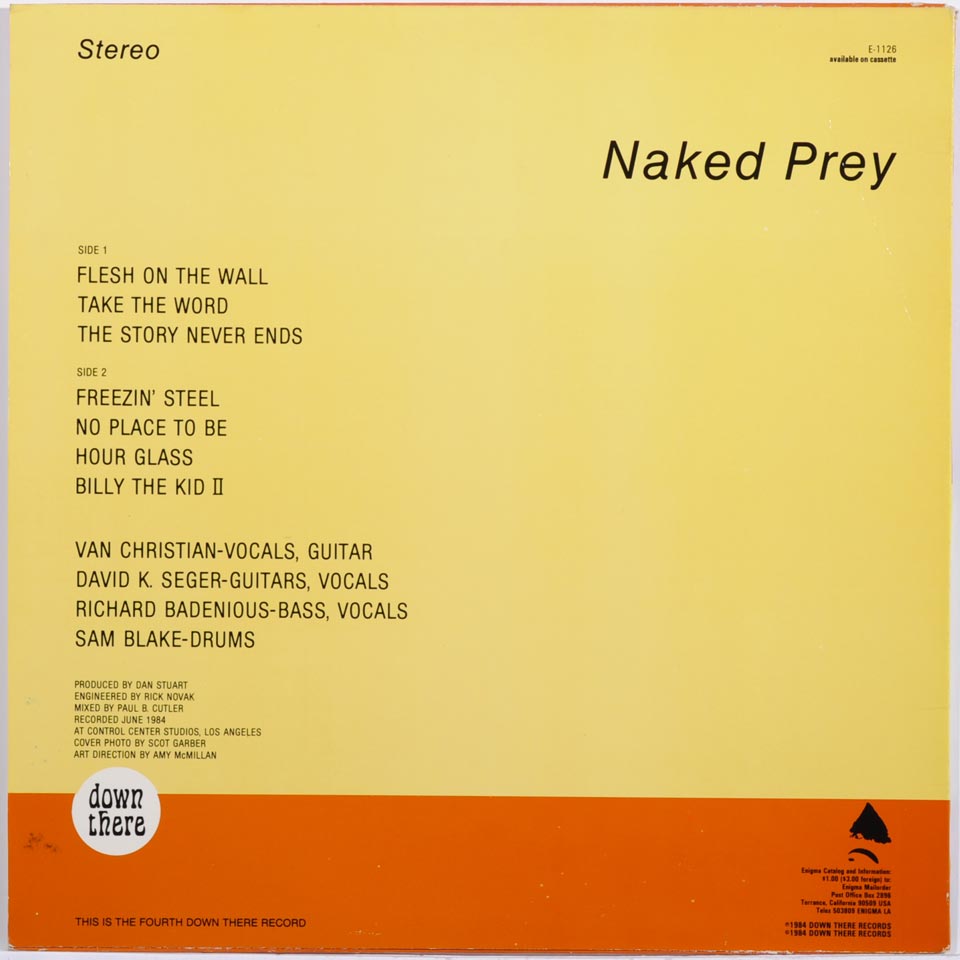 Stereo
E-1126
available on cassette
Naked Prey
SIDE 1
FLESH ON THE WALL
TAKE THE WORD
THE STORY NEVER ENDS
SIDE 2
FREEZIN' STEEL
NO PLACE TO BE
HOUR GLASS
BILLY THE KID II
VAN CHRISTIAN-VOCALS, GUITAR
DAVID K. SEGER-GUITARS, VOCALS
RICHARD BADENIOUS-BASS, VOCALS
SAM BLAKE-DRUMS
PRODUCED BY DAN STUART
ENGINEERED BY RICK NOVAK
MIXED BY PAUL B. CUTLER
RECORDED JUNE 1984
AT CONTROL CENTER STUDIOS, LOS ANGELES
COVER PHOTO BY SCOT GARBER
ART DIRECTION BY AMY McMILLAN
down
there
THIS IS THE FOURTH DOWN THERE RECORD
Enigma Catalog and Information:
$1.00 ($3.00 foreign) to:
Enigma Mailorder
Post Office Box 2896
Torrance, California 90509 USA
Telex 503809 ENIGMA LA
℗1984 DOWN THERE RECORDS
©1984 DOWN THERE RECORDS